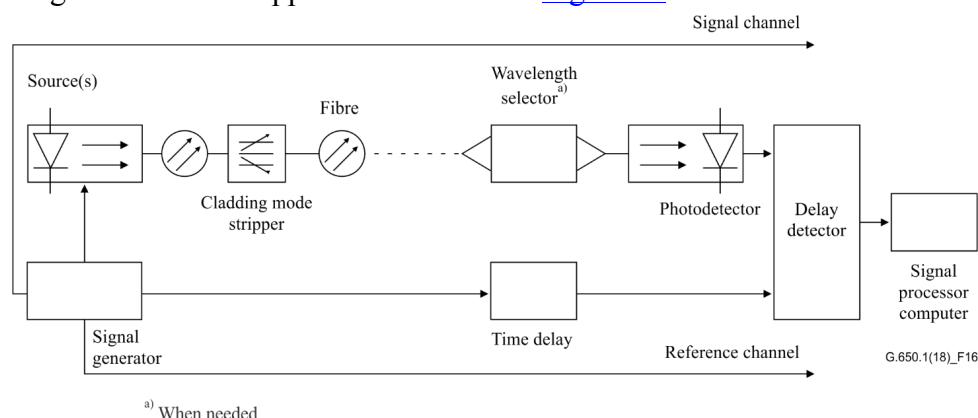 Signal channel
Source(s)
Wavelength
selector a)
Fibre
Cladding mode
stripper
Photodetector
Delay
detector
Signal
processor
computer
Signal
generator
Time delay
Reference channel
G.650.1(18)_F16
a) When needed